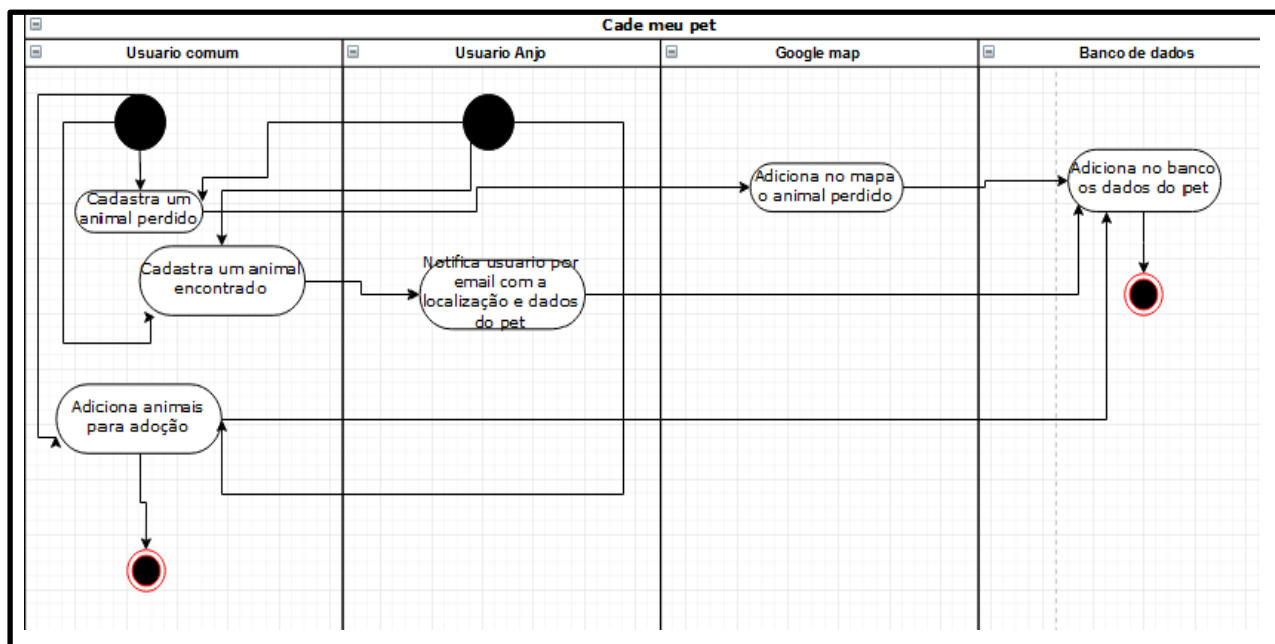 Cade meu pet
Usuario comum
Usuario Anjo
Google map
Banco de dados
Cadastra um
animal perdido
Adiciona no mapa
o animal perdido
Adiciona no banco
os dados do pet
Cadastra um animal
encontrado
Notifica usuario por
email com a
localização e dados
do pet
Adiciona animais
para adoção